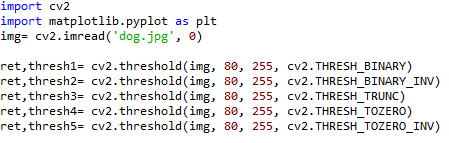 import cv2
import matplotlib.pyplot as plt
img= cv2.imread('dog.jpg', 0)
ret,thresh1= cv2.threshold(img, 80, 255, cv2.THRESH_BINARY)
ret,thresh2= cv2.threshold(img, 80, 255, cv2.THRESH_BINARY_INV)
ret,thresh3= cv2.threshold(img, 80, 255, cv2.THRESH_TRUNC)
ret,thresh4= cv2.threshold(img, 80, 255, cv2.THRESH_TOZERO)
ret,thresh5= cv2.threshold(img, 80, 255, cv2.THRESH_TOZERO_INV)